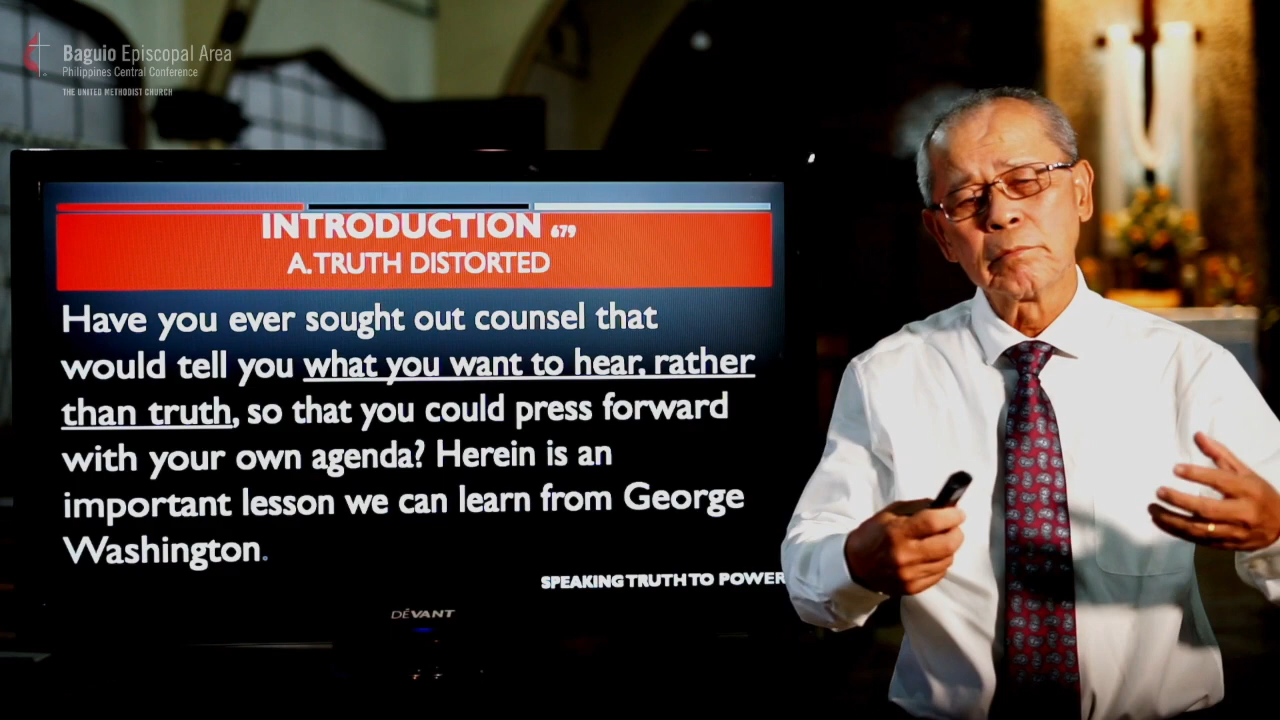 Baguio Episcopal Area
Philippines Central Conference
THE UNITED METHODIST CHURCH
INTRODUCTION 679
A. TRUTH DISTORTED
Have you ever sought out counsel that
would tell you what you want to hear, rather
than truth, so that you could press forward
with your own agenda? Herein is an
important lesson we can learn from George
Washington.
SPEAKING TRUTH TO POWER
DEVANT